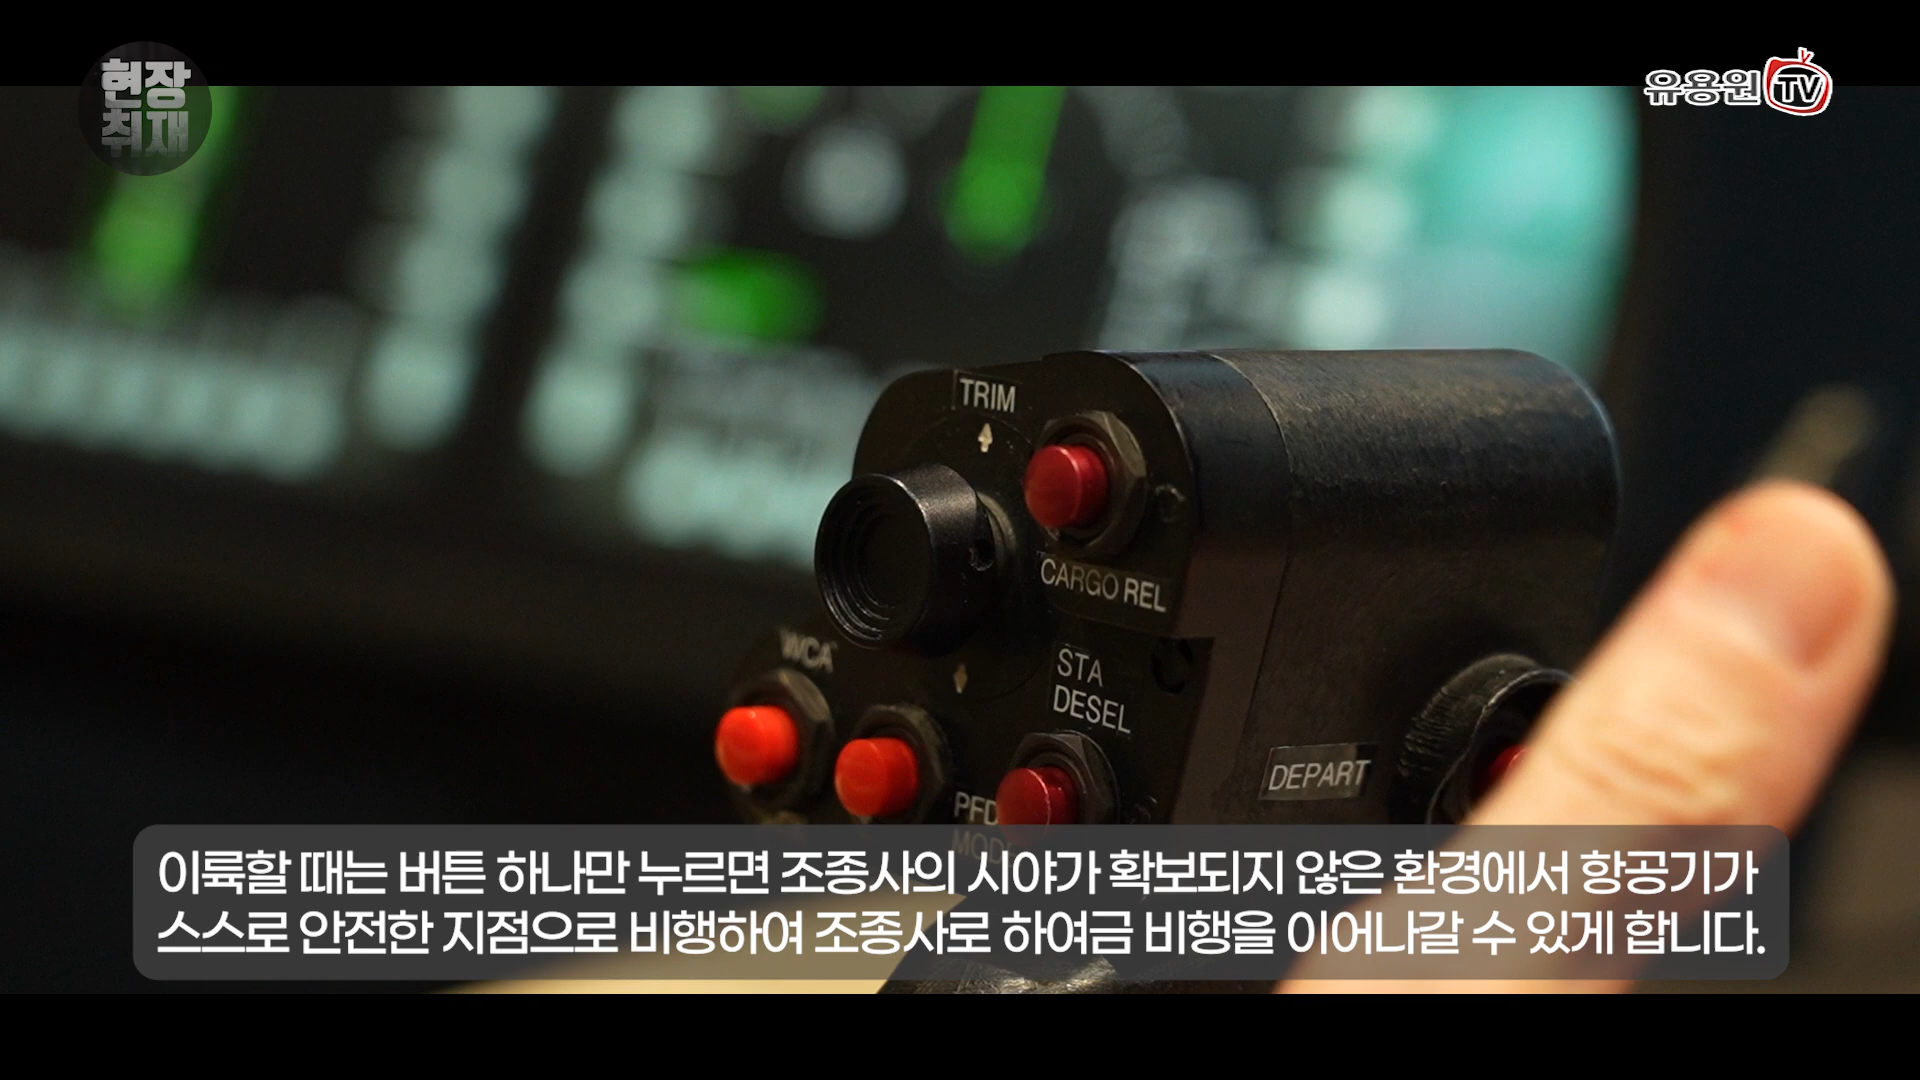 현장
취재
유용원TV
TRIM
CARGO REL
WCA
STA
DESEL
DEPART
PFD
이륙할 때는 버튼 하나만 누르면 조종사의 시야가 확보되지 않은 환경에서 항공기가
스스로 안전한 지점으로 비행하여 조종사로 하여금 비행을 이어나갈 수 있게 합니다.